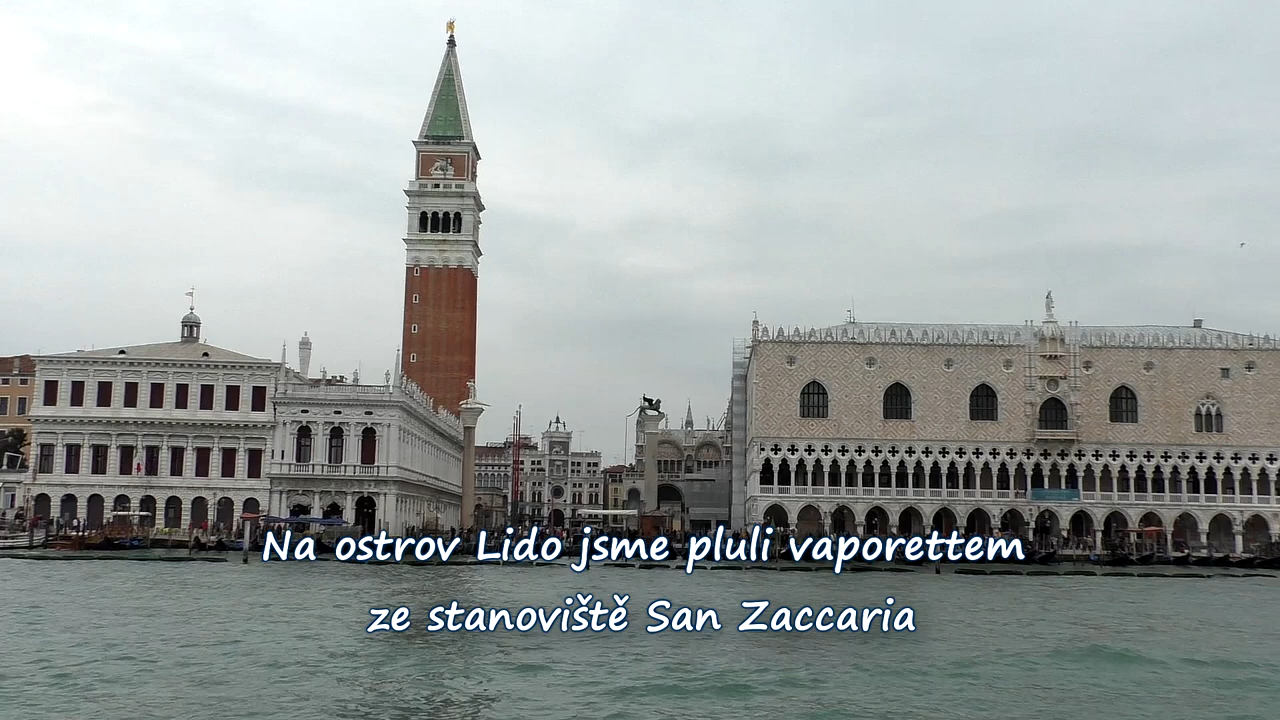 Na ostrov Lido jsme pluli vaporettem
ze stanoviště San Zaccaria